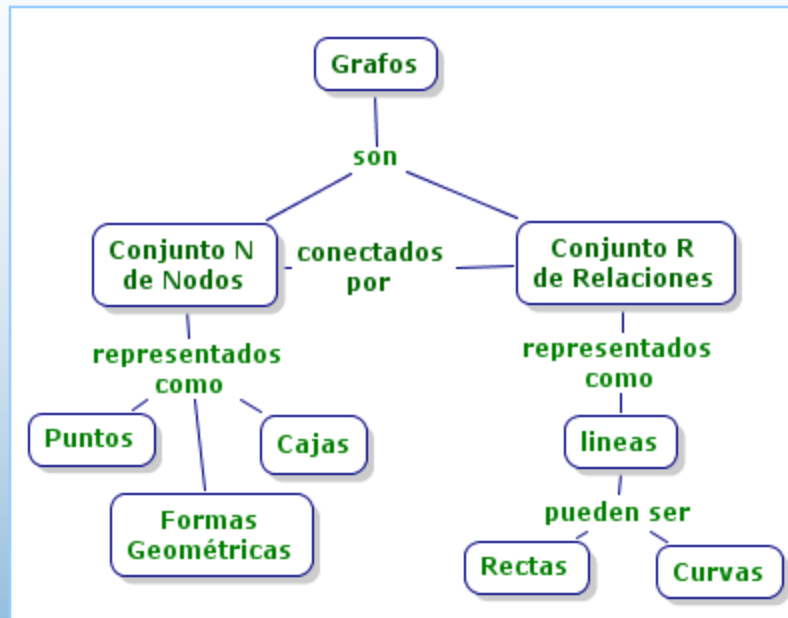 Grafos
son
Conjunto N
de Nodos
conectados
por
Conjunto R
de Relaciones
representados
como
Puntos
Cajas
Formas
Geométricas
representados
como
lineas
pueden ser
Rectas
Curvas